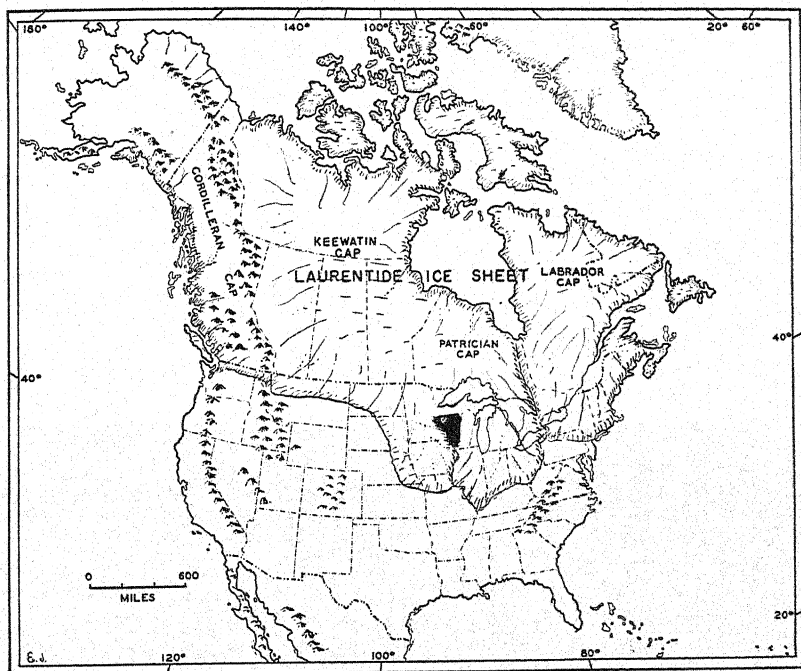 180° 140° 100° 60° 20° 60°
CORDILLERAN
CAP
KEEWATIN
CAP
LAURENTIDE ICE SHEET
LABRADOR
CAP
PATRICIAN
CAP
40° 40°
0 600
MILES
20°
E.J. 120° 100° 80°